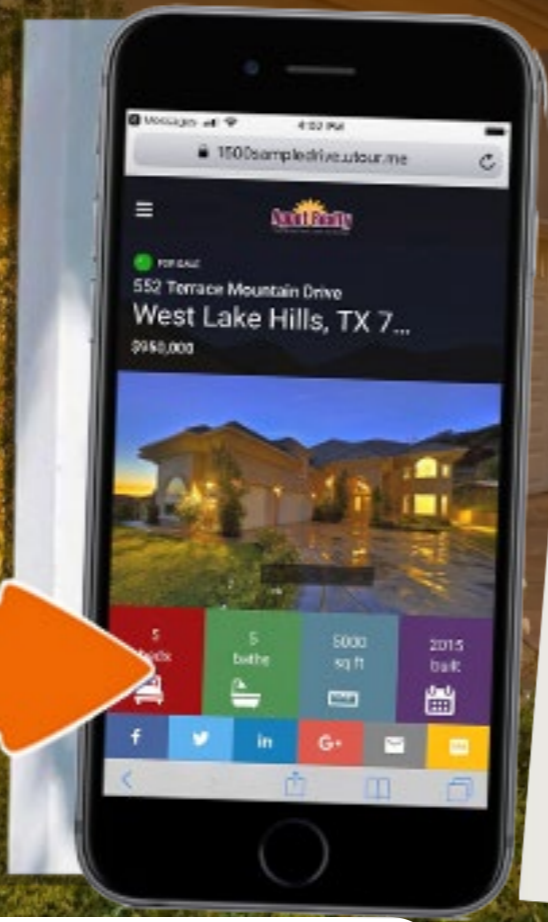 Messages 4:02 PM
1500sampledrive.utour.me
Realty
FOR SALE
552 Terrace Mountain Drive
West Lake Hills, TX 7...
$950,000
5 5 5000 2015
beds baths sq ft built
f in G+